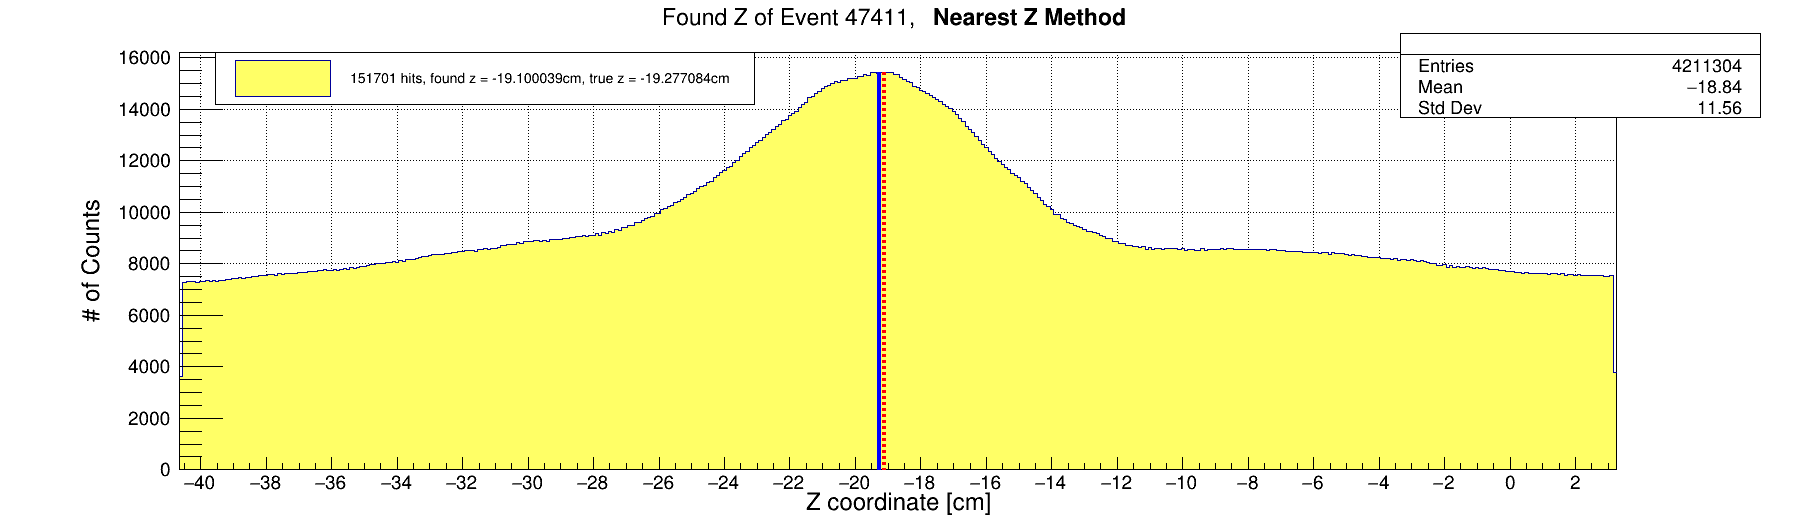 Found Z of Event 47411, Nearest Z Method
151701 hits, found z = -19.100039cm, true z = -19.277084cm
Entries 4211304
Mean −18.84
Std Dev 11.56
# of Counts
16000
14000
12000
10000
8000
6000
4000
2000
0
−40 −38 −36 −34 −32 −30 −28 −26 −24 −22 −20 −18 −16 −14 −12 −10 −8 −6 −4 −2 0 2
Z coordinate [cm]